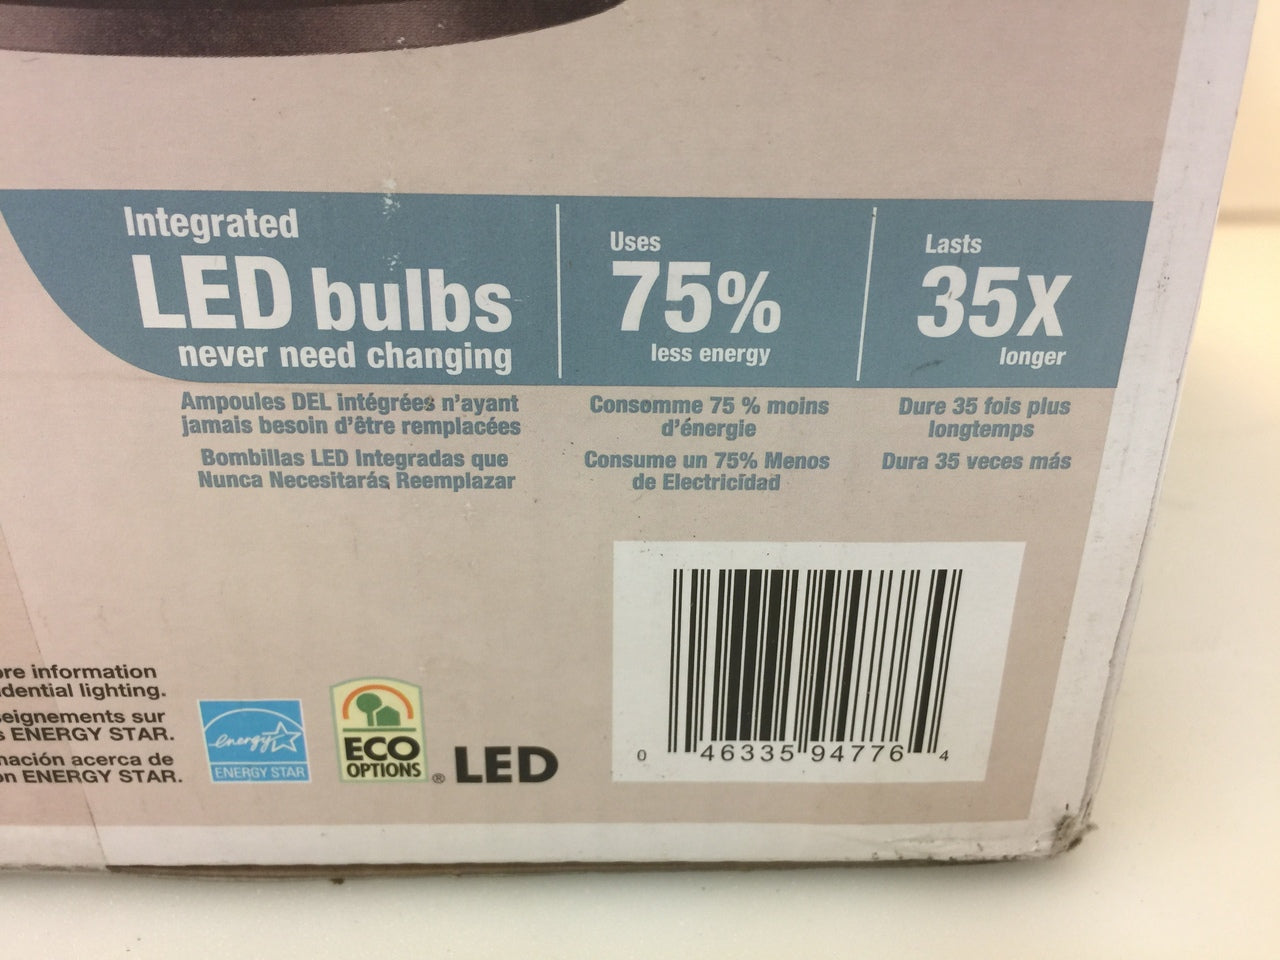 Integrated
LED bulbs
never need changing
Uses
75%
less energy
Lasts
35X
longer
Ampoules DEL intégrées n'ayant
jamais besoin d'être remplacées
Bombillas LED Integradas que
Nunca Necesitarás Reemplazar
Consomme 75 % moins
d'énergie
Consume un 75% Menos
de Electricidad
Dure 35 fois plus
longtemps
Dura 35 veces más
information
lighting.
sur
ENERGY STAR.
acerca de
ENERGY STAR.
energy
ENERGY STAR
ECO
OPTIONS ®
LED
0 46335 94776 4